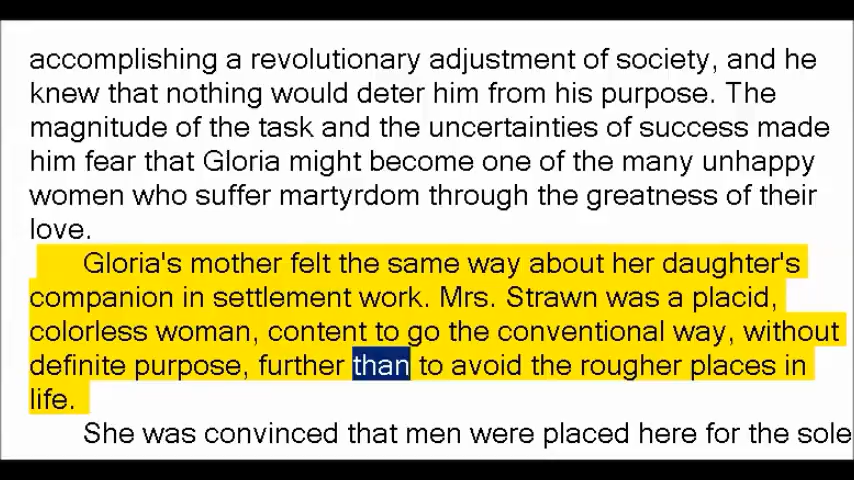 accomplishing a revolutionary adjustment of society, and he
knew that nothing would deter him from his purpose. The
magnitude of the task and the uncertainties of success made
him fear that Gloria might become one of the many unhappy
women who suffer martyrdom through the greatness of their
love.
Gloria's mother felt the same way about her daughter's
companion in settlement work. Mrs. Strawn was a placid,
colorless woman, content to go the conventional way, without
definite purpose, further than to avoid the rougher places in
life.
She was convinced that men were placed here for the sole